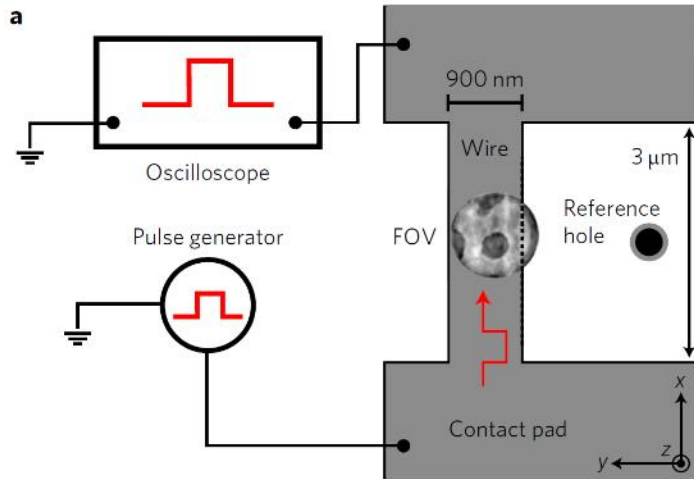 a
900 nm
Wire
3 μm
Oscilloscope
Reference
hole
FOV
Pulse generator
Contact pad
x
y
z